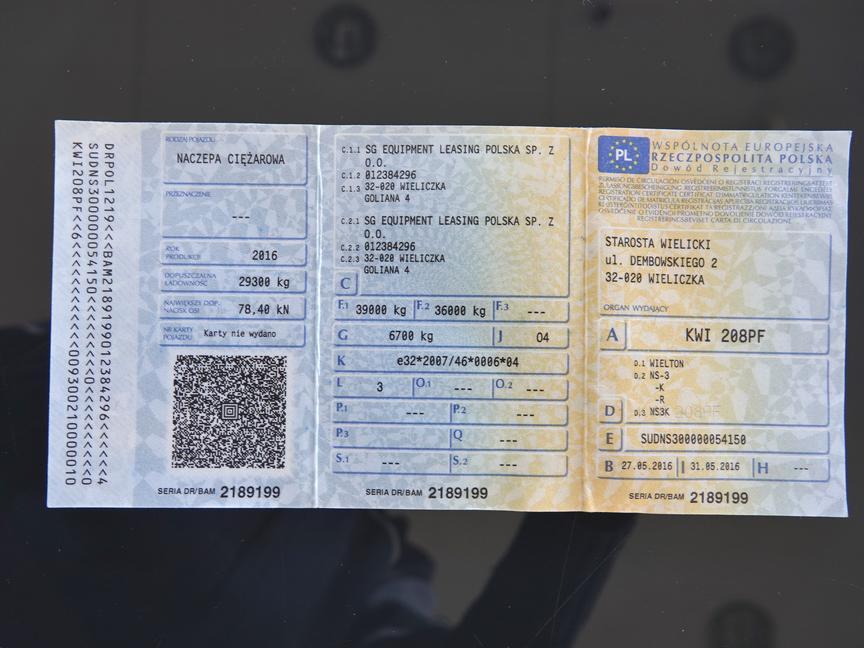 DRPOL1219<<BAM2189199012384296<<<<<<4
KWI208PF<<6<<<<<<<<<<<<0093002100000010
RODZAJ POJAZDU
NACZEPA CIĘŻAROWA
PRZEZNACZENIE
---
ROK PRODUKCJI
2016
DOPUSZCZALNA ŁADOWNOŚĆ
29300 kg
NAJWIĘKSZY DOP. NACISK OSI
78,40 kN
NR KARTY POJAZDU
Karty nie wydano
SERIA DR/BAM 2189199
C.1.1 SG EQUIPMENT LEASING POLSKA SP. Z
O.O.
C.1.2 012384296
C.1.3 32-020 WIELICZKA
GOLIANA 4
C.2.1 SG EQUIPMENT LEASING POLSKA SP. Z
O.O.
C.2.2 012384296
C.2.3 32-020 WIELICZKA
GOLIANA 4
C
F.1 39000 kg F.2 36000 kg F.3 ---
G 6700 kg J 04
K e32*2007/46*0006*04
L 3 O.1 --- O.2 ---
P.1 --- P.2 ---
P.3 Q ---
S.1 --- S.2 ---
SERIA DR/BAM 2189199
PL
WSPÓLNOTA EUROPEJSKA
RZECZPOSPOLITA POLSKA
Dowód Rejestracyjny
STAROSTA WIELICKI
ul. DEMBOWSKIEGO 2
32-020 WIELICZKA
ORGAN WYDAJĄCY
A KWI 208PF
D.1 WIELTON
D.2 NS-3
-K
-R
D D.3 NS3K
E SUDNS300000054150
B 27.05.2016 I 31.05.2016 H ---
SERIA DR/BAM 2189199